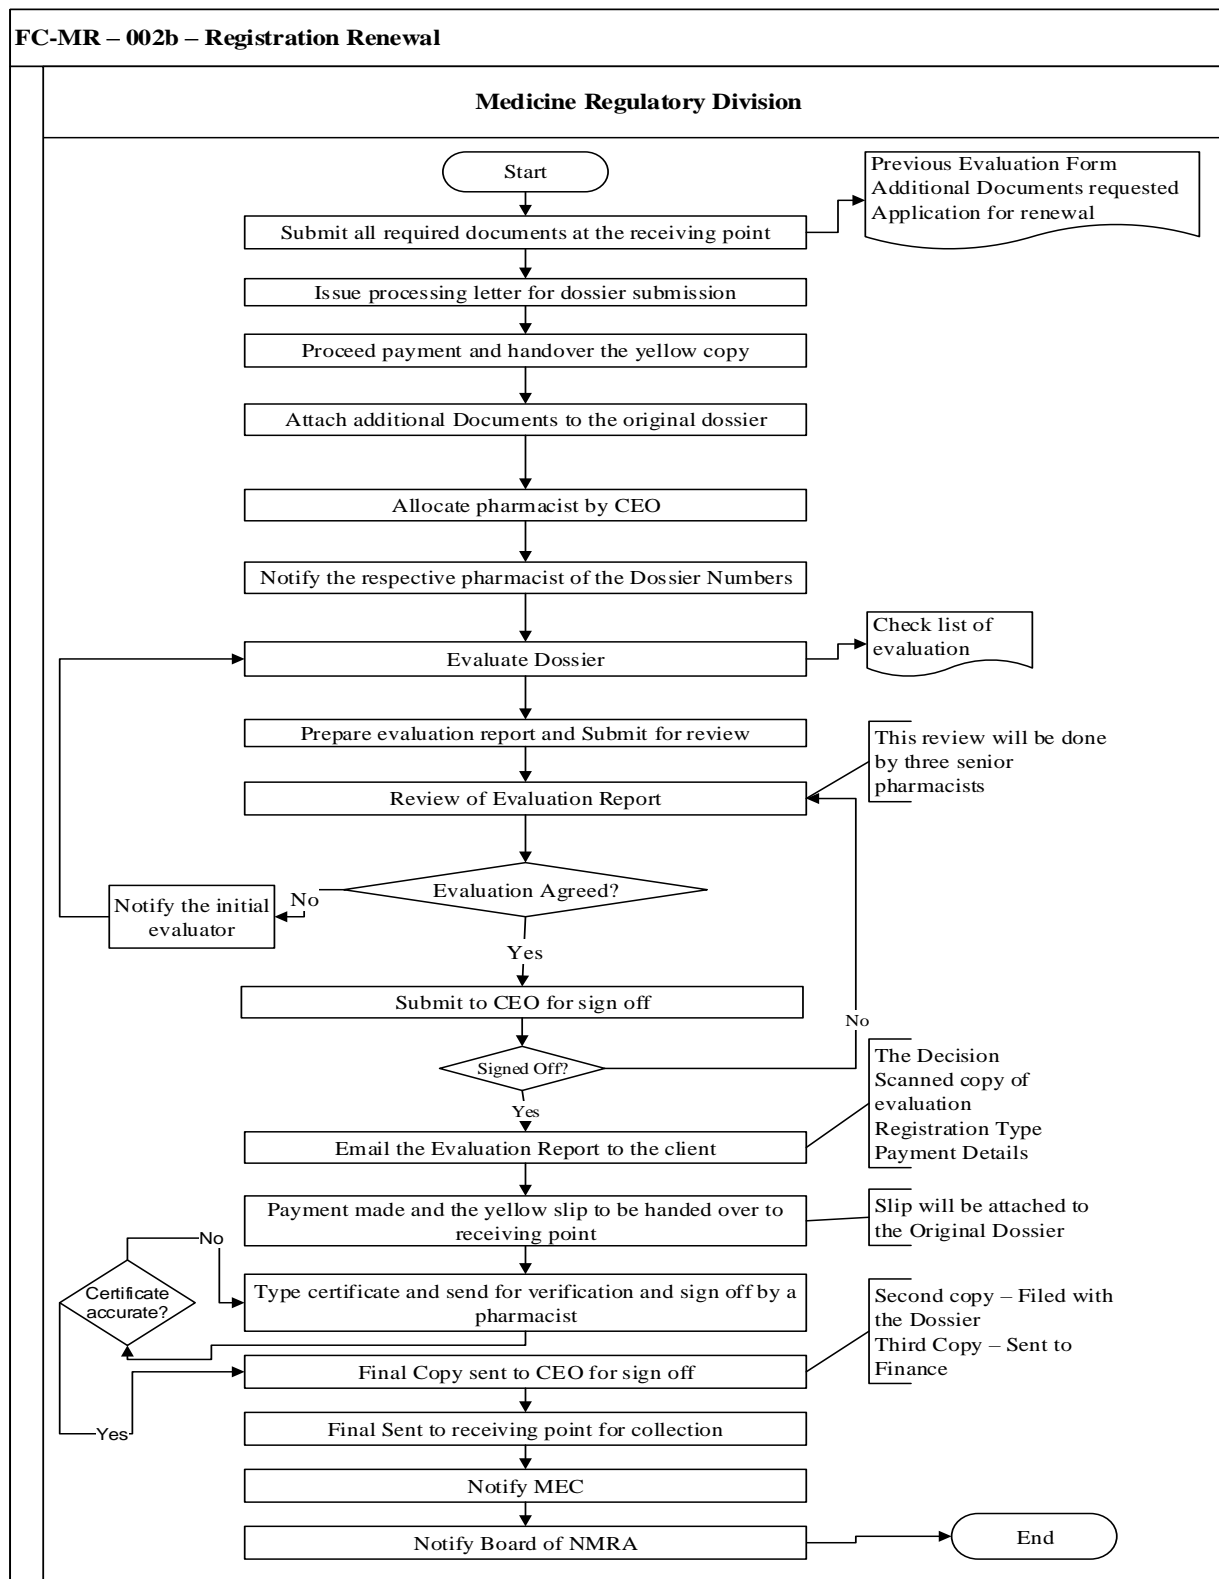 FC-MR – 002b – Registration Renewal
Medicine Regulatory Division
Start
Previous Evaluation Form
Additional Documents requested
Application for renewal
Submit all required documents at the receiving point
Issue processing letter for dossier submission
Proceed payment and handover the yellow copy
Attach additional Documents to the original dossier
Allocate pharmacist by CEO
Notify the respective pharmacist of the Dossier Numbers
Check list of
evaluation
Evaluate Dossier
Prepare evaluation report and Submit for review
This review will be done
by three senior
pharmacists
Review of Evaluation Report
Evaluation Agreed?
No
Notify the initial
evaluator
Yes
Submit to CEO for sign off
No
Signed Off?
Yes
The Decision
Scanned copy of
evaluation
Registration Type
Payment Details
Email the Evaluation Report to the client
Payment made and the yellow slip to be handed over to
receiving point
Slip will be attached to
the Original Dossier
No
Certificate
accurate?
Type certificate and send for verification and sign off by a
pharmacist
Second copy – Filed with
the Dossier
Third Copy – Sent to
Finance
Final Copy sent to CEO for sign off
Yes
Final Sent to receiving point for collection
Notify MEC
Notify Board of NMRA
End